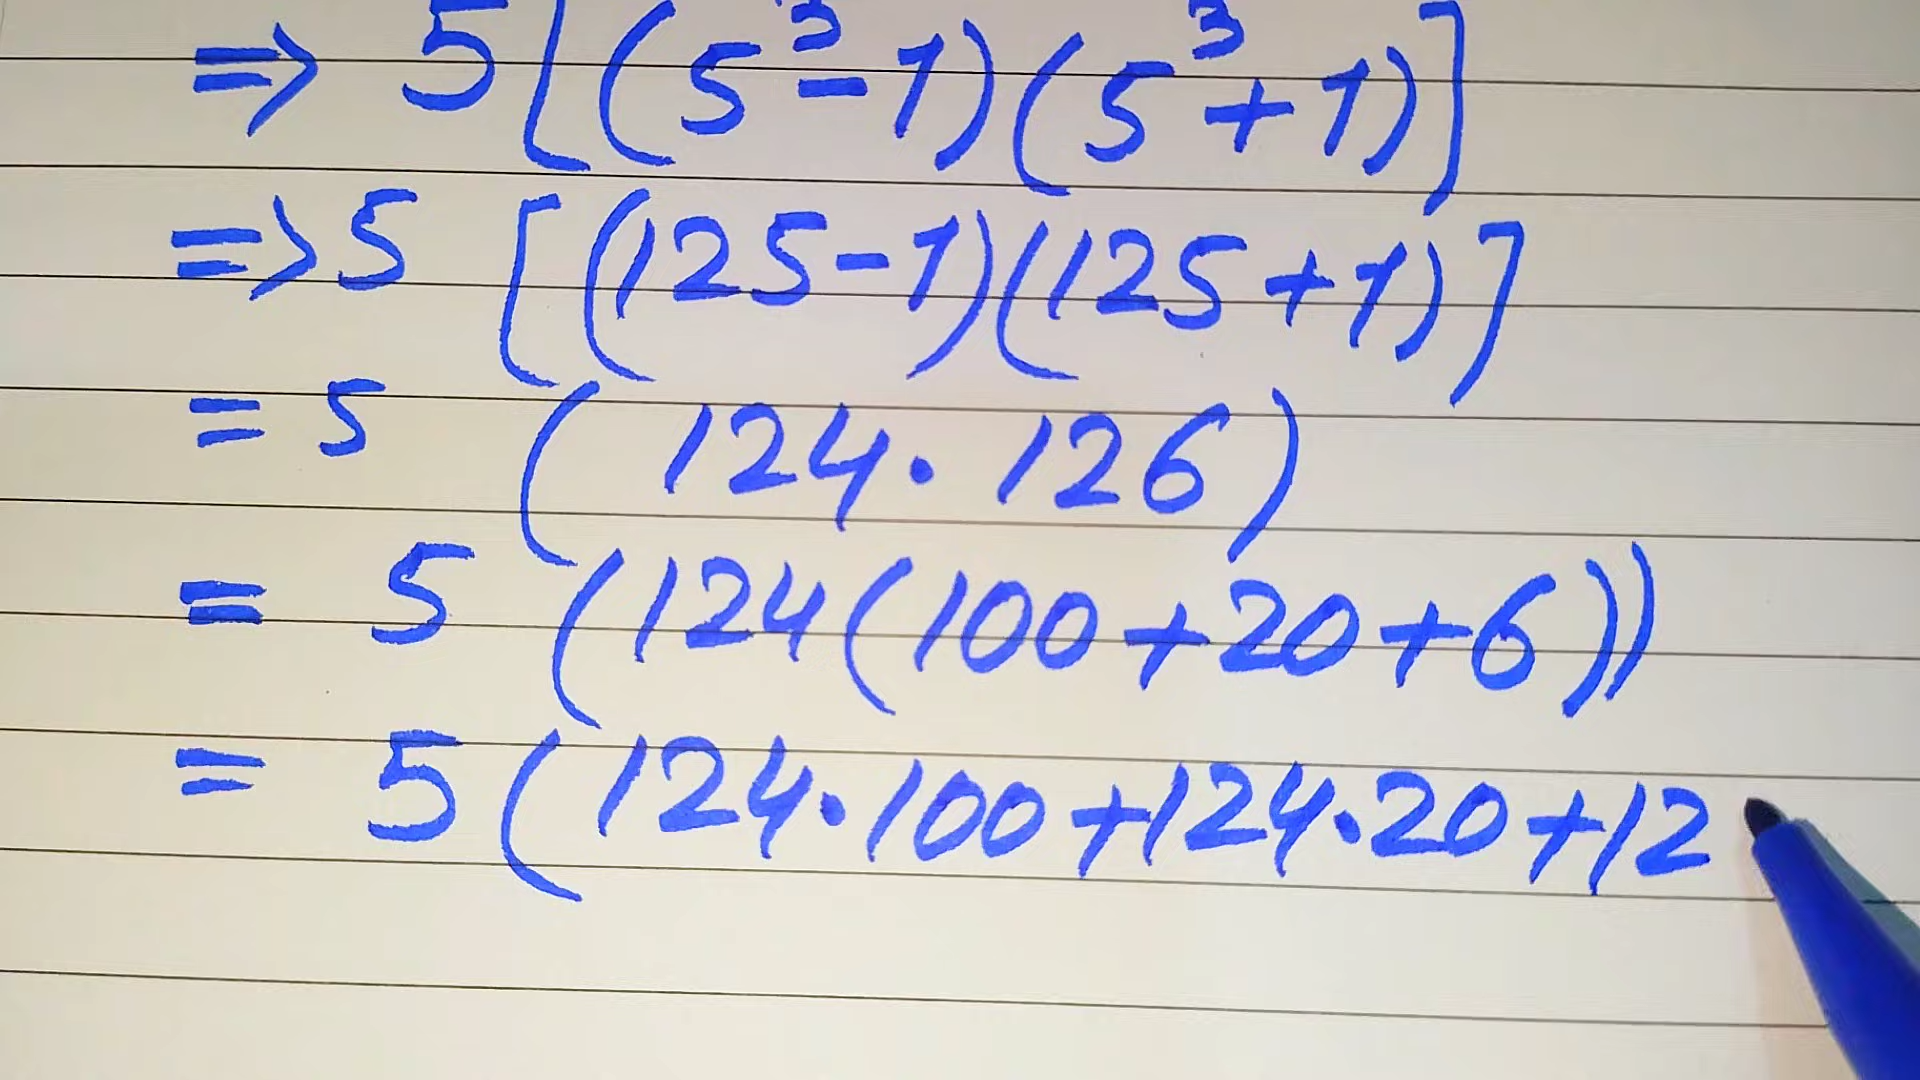 ⇒ 5[(5³-1)(5³+1)]
⇒ 5 [(125-1)(125+1)]
= 5 (124·126)
= 5 (124(100+20+6))
= 5(124·100+124·20+12